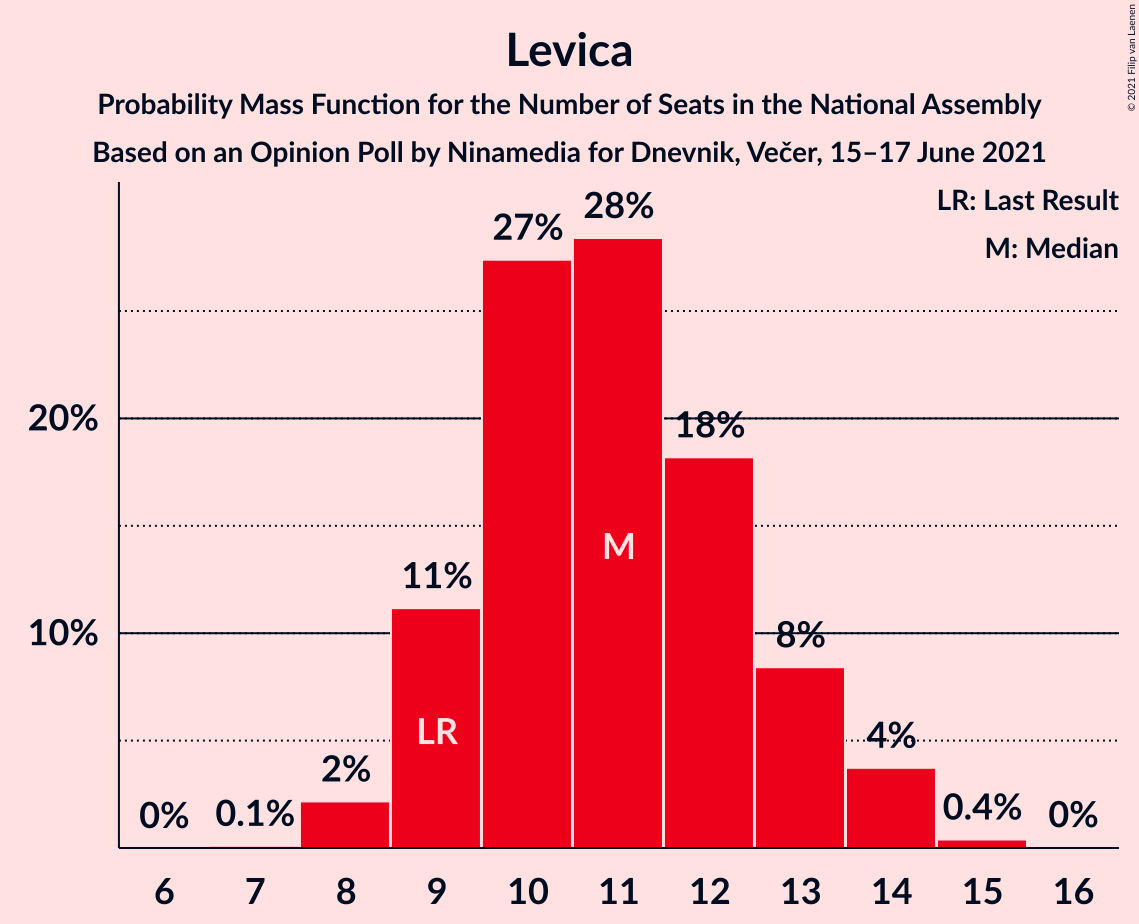 Levica
Probability Mass Function for the Number of Seats in the National Assembly
Based on an Opinion Poll by Ninamedia for Dnevnik, Večer, 15–17 June 2021
© 2021 Filip van Laenen
LR: Last Result
M: Median
28%
27%
20%
18%
M
11%
10%
8%
LR
4%
2%
0%
0.1%
0.4%
0%
6 7 8 9 10 11 12 13 14 15 16